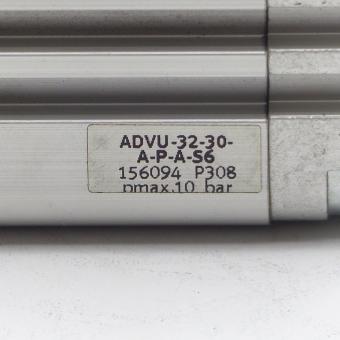 ADVU-32-30-
A-P-A-S6
156094 P308
pmax.10 bar